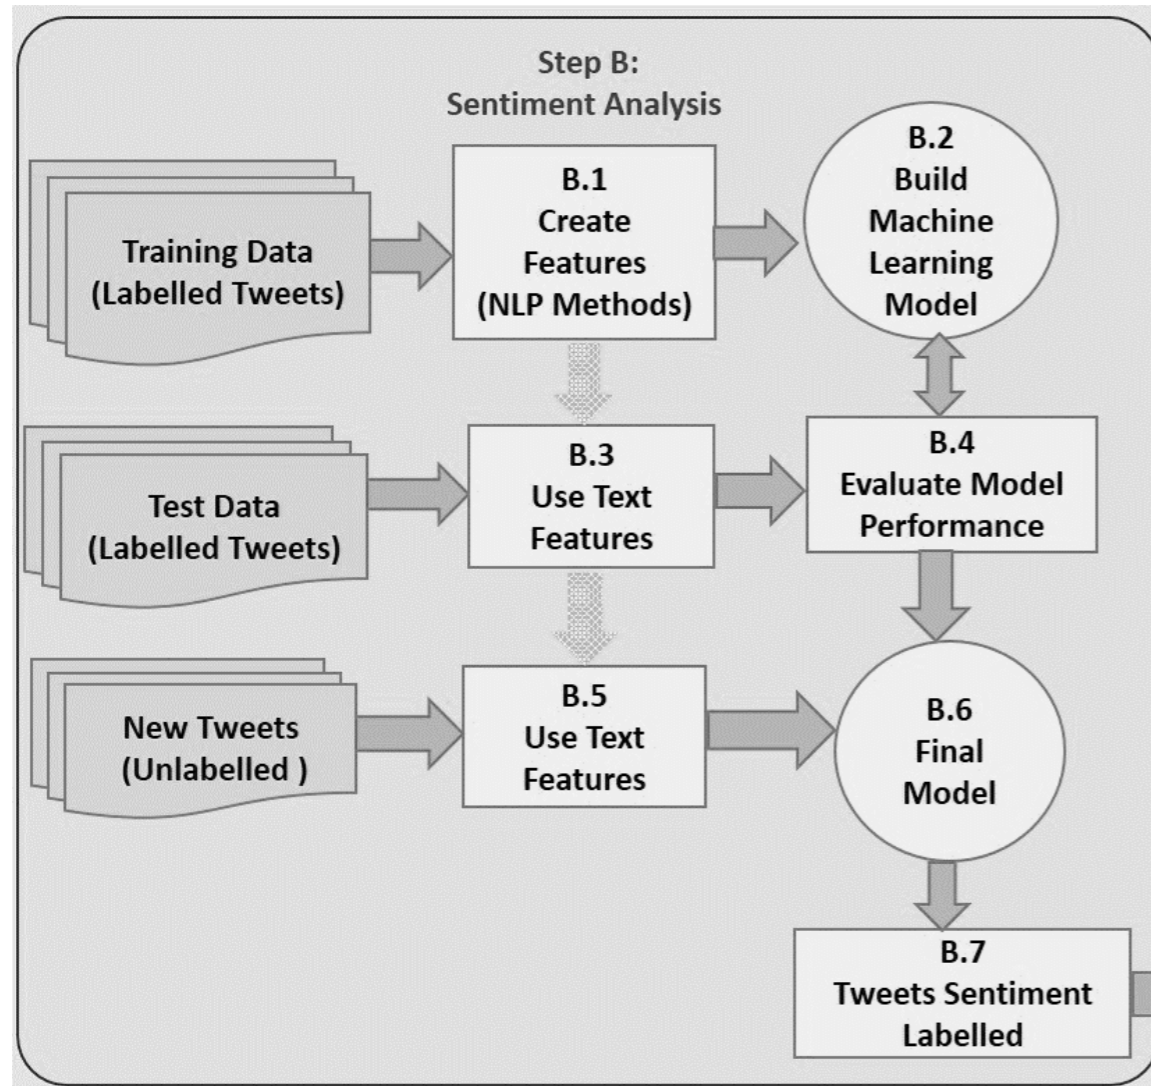 Step B:
Sentiment Analysis
Training Data
(Labelled Tweets)
B.1
Create
Features
(NLP Methods)
B.2
Build
Machine
Learning
Model
Test Data
(Labelled Tweets)
B.3
Use Text
Features
B.4
Evaluate Model
Performance
New Tweets
(Unlabelled )
B.5
Use Text
Features
B.6
Final
Model
B.7
Tweets Sentiment
Labelled